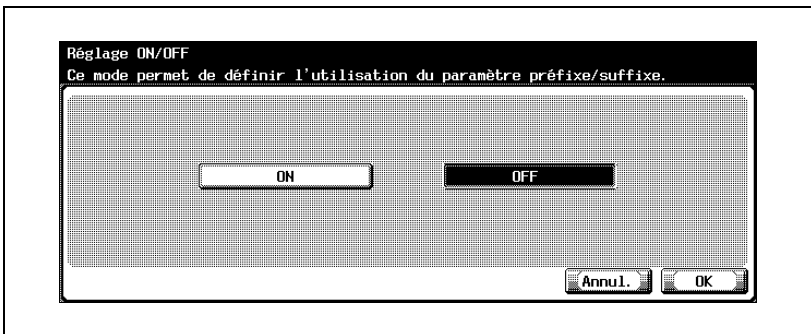 Réglage ON/OFF
Ce mode permet de définir l'utilisation du paramètre préfixe/suffixe.
ON OFF
Annul. OK